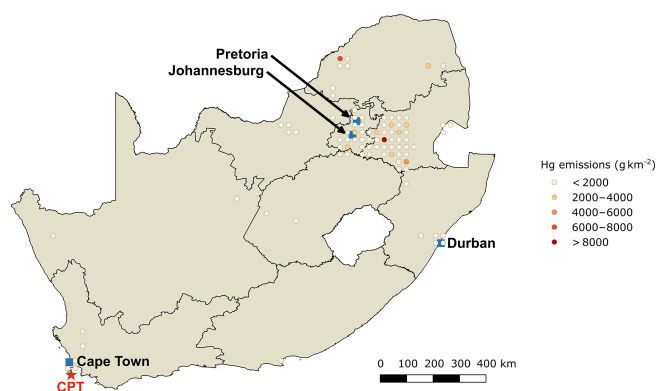 Pretoria
Johannesburg
Hg emissions (g km⁻²)
< 2000
2000−4000
4000−6000
6000−8000
> 8000
Durban
Cape Town
CPT
0 100 200 300 400 km